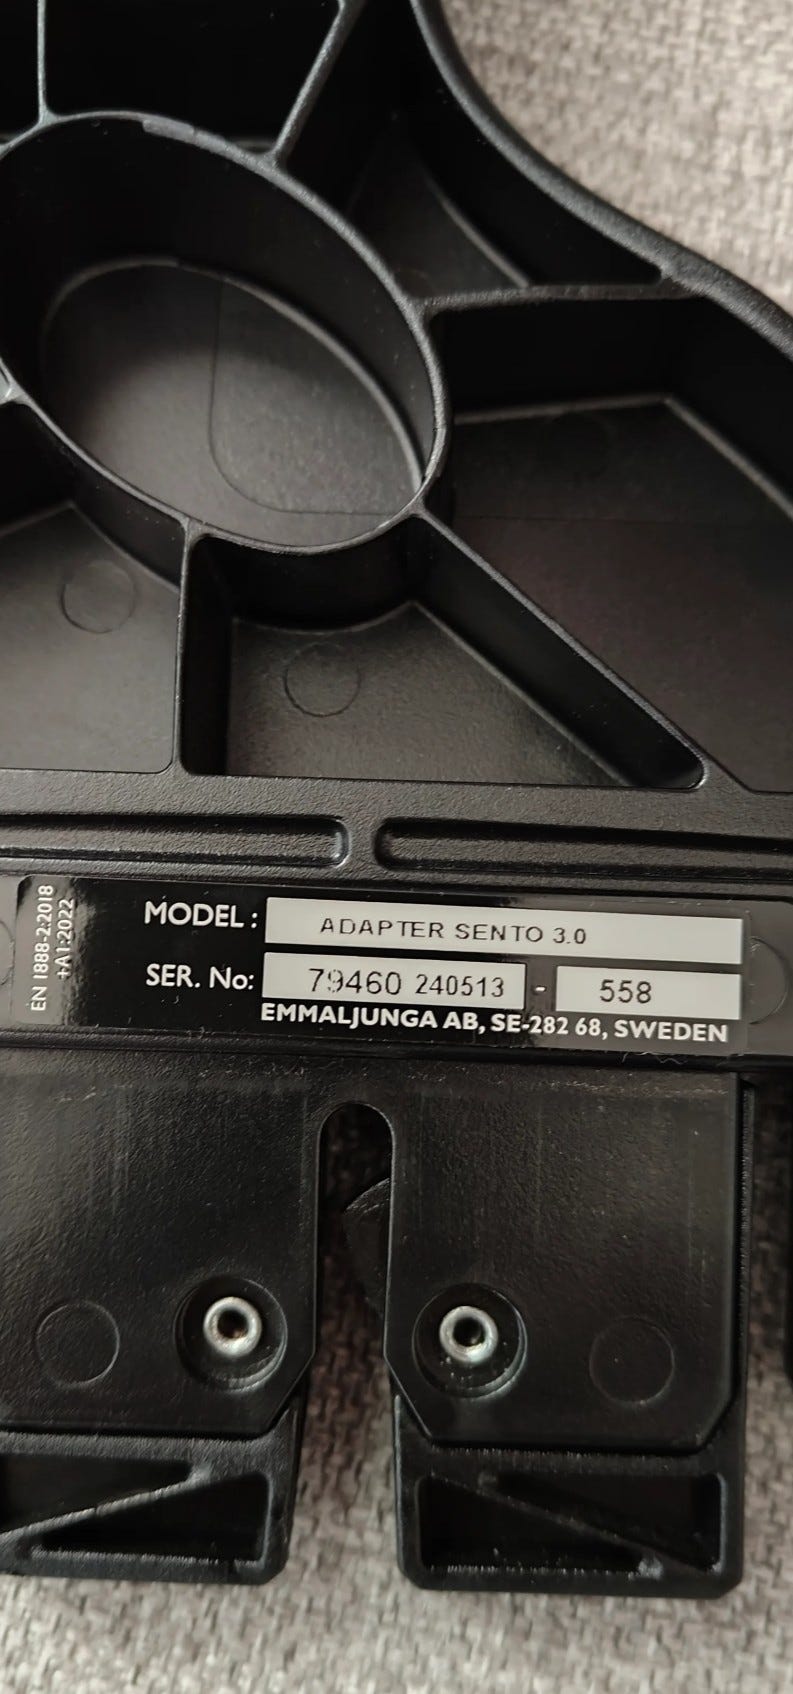 EN 1888-2:2018
+A1:2022
MODEL : ADAPTER SENTO 3.0
SER. No: 79460 240513 - 558
EMMALJUNGA AB, SE-282 68, SWEDEN